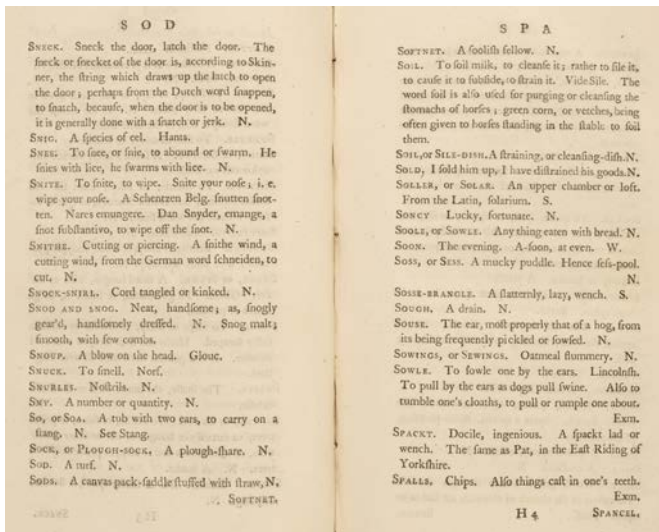 SOD
SNECK. Sneck the door, latch the door. The
ſneck or ſnecket of the door is, according to Skin-
ner, the ſtring which draws up the latch to open
the door; perhaps from the Dutch word ſnappen,
to ſnatch, becauſe, when the door is to be opened,
it is generally done with a ſnatch or jerk. N.
SNIG. A ſpecies of eel. Hants.
SNIE. To ſnee, or ſnie, to abound or ſwarm. He
ſnies with lice, he ſwarms with lice. N.
SNITE. To ſnite, to wipe. Snite your noſe; i. e.
wipe your noſe. A Schentzen Belg. ſnutten ſnot-
ten. Nares emungere. Dan Snyder, emunge, a
ſnot ſubſtantivo, to wipe off the ſnot. N.
SNITHE. Cutting or piercing. A ſnithe wind, a
cutting wind, from the German word ſchneiden, to
cut. N.
SNOCK-SNIRL. Cord tangled or kinked. N.
SNOD AND SNOG. Neat, handſome; as, ſnogly
gear'd, handſomely dreſſed. N. Snog malt;
ſmooth, with few combs.
SNOUP. A blow on the head. Glouc.
SNUCK. To ſmell. Norf.
SNURLES. Noſtrils. N.
SNY. A number or quantity. N.
SO, or SOA. A tub with two ears, to carry on a
ſtang. N. See Stang.
SOCK, or PLOUGH-SOCK. A plough-ſhare. N.
SOD. A turf. N.
SODS. A canvas pack-ſaddle ſtuffed with ſtraw. N.
SOFTNET.
SPA
SOFTNET. A fooliſh fellow. N.
SOIL. To ſoil milk, to cleanſe it; rather to ſile it,
to cauſe it to ſubſide, to ſtrain it. Vide Sile. The
word ſoil is alſo uſed for purging or cleanſing the
ſtomachs of horſes; green corn, or vetches, being
often given to horſes ſtanding in the ſtable to ſoil
them.
SOIL, or SILE-DISH. A ſtraining, or cleanſing-diſh. N.
SOLD, I ſold him up, I have diſtrained his goods. N.
SOLLER, or SOLAR. An upper chamber or loft.
From the Latin, ſolarium. S.
SONCY Lucky, fortunate. N.
SOOLE, or SOWLE. Any thing eaten with bread. N.
SOON. The evening. A-ſoon, at even. W.
SOSS, or SESS. A mucky puddle. Hence ſeſs-pool.
N.
SOSSE-BRANGLE. A ſlatternly, lazy, wench. S.
SOUGH. A drain. N.
SOUSE. The ear, moſt properly that of a hog, from
its being frequently pickled or ſowſed. N.
SOWINGS, or SEWINGS. Oatmeal flummery. N.
SOWLE. To ſowle one by the ears. Lincolnſh.
To pull by the ears as dogs pull ſwine. Alſo to
tumble one's cloaths, to pull or rumple one about.
Exm.
SPACKT. Docile, ingenious. A ſpackt lad or
wench. The ſame as Pat, in the Eaſt Riding of
Yorkſhire.
SPALLS. Chips. Alſo things caſt in one's teeth.
Exm.
H 4 SPANCEL.